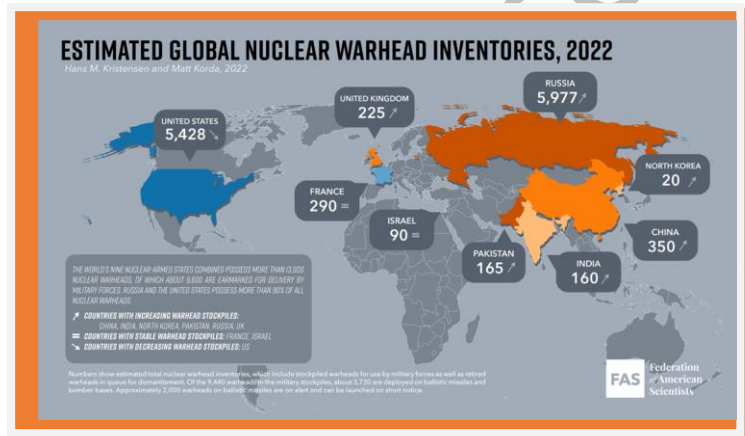 ESTIMATED GLOBAL NUCLEAR WARHEAD INVENTORIES, 2022
Hans M. Kristensen and Matt Korda, 2022
RUSSIA
5,977↗
UNITED KINGDOM
225 ↗
UNITED STATES
5,428 ↘
NORTH KOREA
20 ↗
FRANCE
290 =
ISRAEL
90 =
CHINA
350 ↗
PAKISTAN
165 ↗
INDIA
160 ↗
THE WORLD'S NINE NUCLEAR-ARMED STATES COMBINED POSSESS MORE THAN 13,000
NUCLEAR WARHEADS, OF WHICH ABOUT 9,600 ARE EARMARKED FOR DELIVERY BY
MILITARY FORCES. RUSSIA AND THE UNITED STATES POSSESS MORE THAN 90% OF ALL
NUCLEAR WARHEADS.
↗ COUNTRIES WITH INCREASING WARHEAD STOCKPILES:
CHINA, INDIA, NORTH KOREA, PAKISTAN, RUSSIA, UK
= COUNTRIES WITH STABLE WARHEAD STOCKPILES: FRANCE, ISRAEL
↘ COUNTRIES WITH DECREASING WARHEAD STOCKPILES: US
Numbers show estimated total nuclear warhead inventories, which include stockpiled warheads for use by military forces as well as retired
warheads in queue for dismantlement. Of the 9,440 warheads in the military stockpiles, about 3,730 are deployed on ballistic missiles and
bomber bases. Approximately 2,000 warheads on ballistic missiles are on alert and can be launched on short notice.
FAS
Federation
of American
Scientists